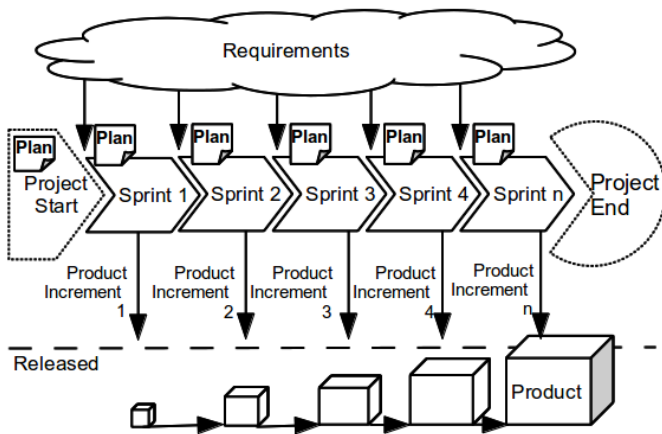 Requirements
Plan
Plan
Plan
Plan
Plan
Plan
Project
Start
Sprint 1
Sprint 2
Sprint 3
Sprint 4
Sprint n
Project
End
Product
Increment
1
Product
Increment
2
Product
Increment
3
Product
Increment
4
Product
Increment
n
Released
Product